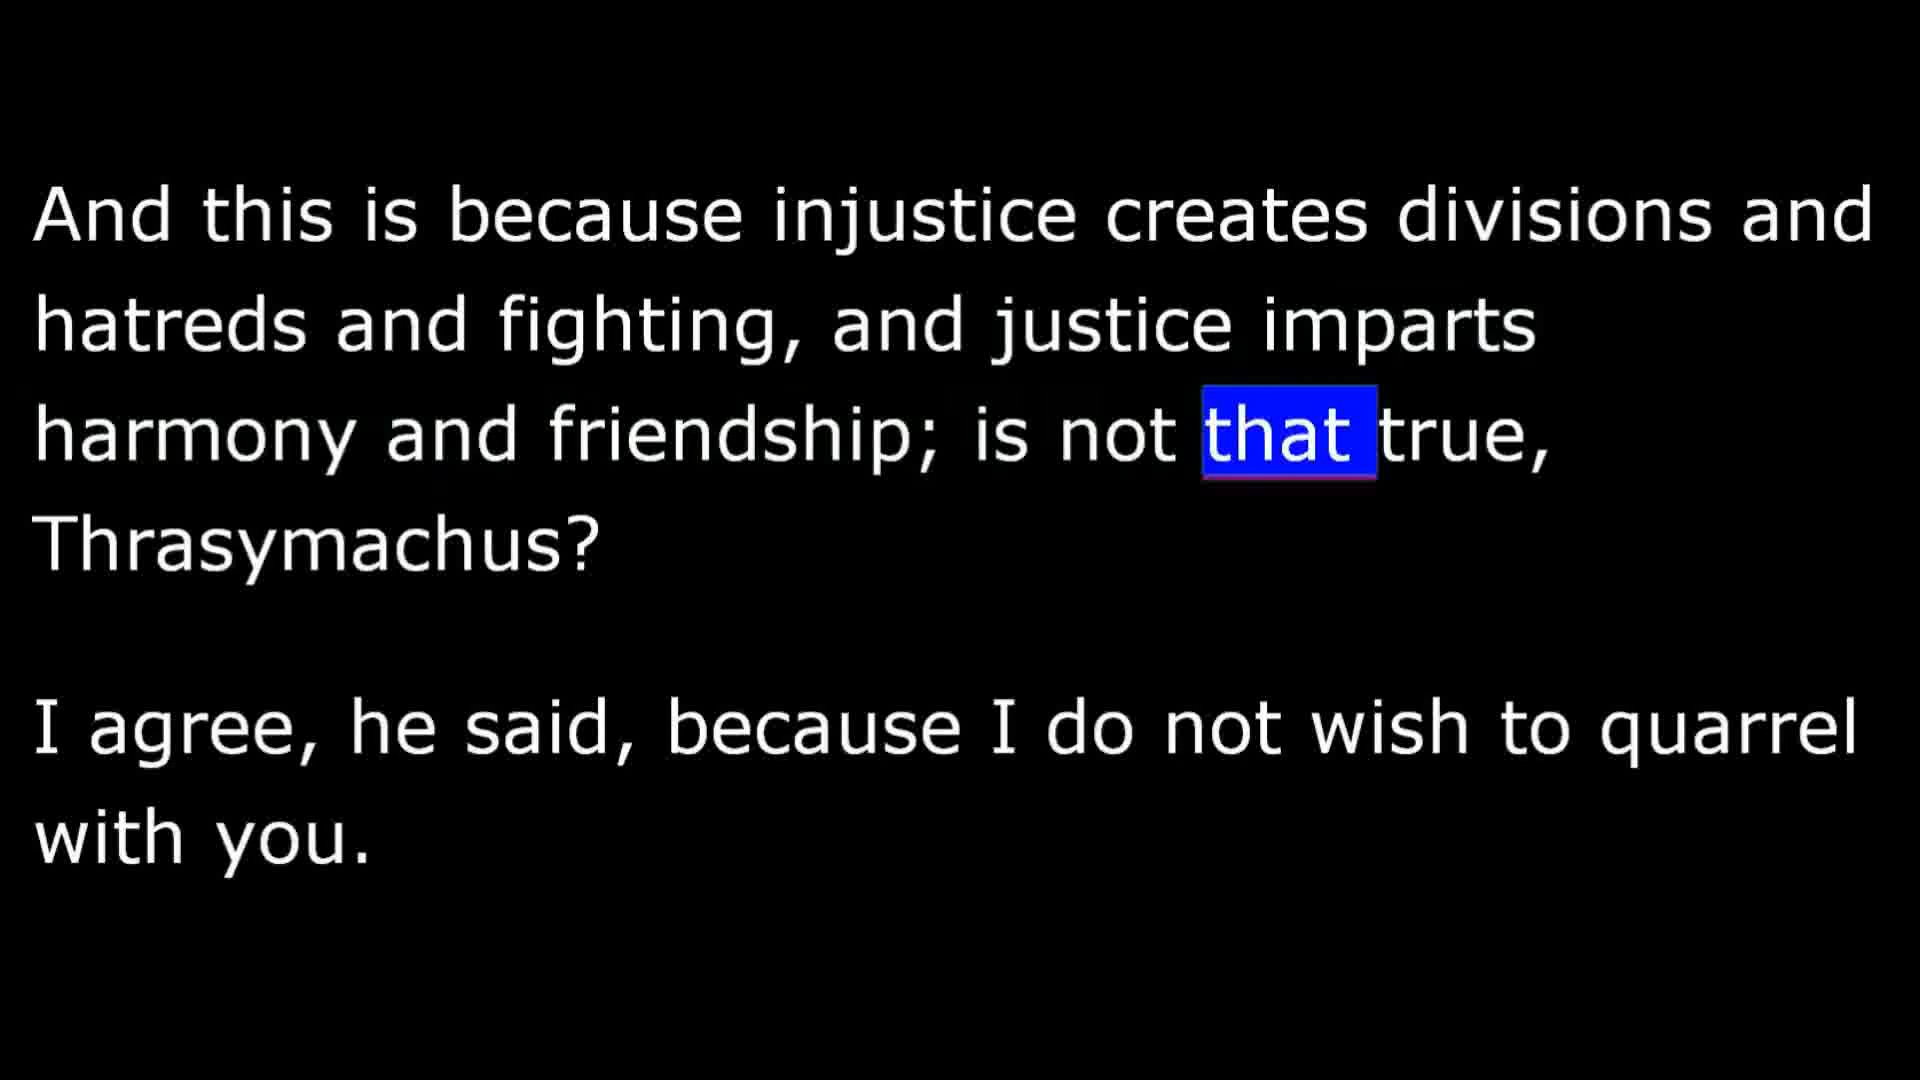 And this is because injustice creates divisions and
hatreds and fighting, and justice imparts
harmony and friendship; is not that true,
Thrasymachus?
I agree, he said, because I do not wish to quarrel
with you.